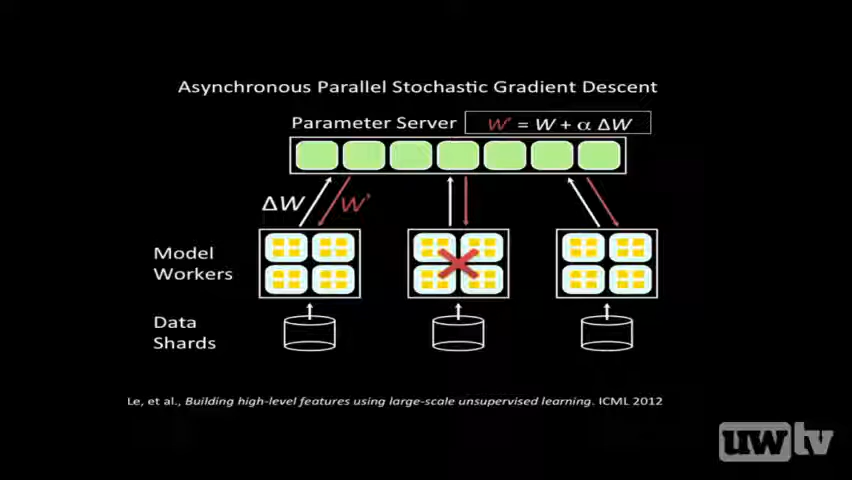 Asynchronous Parallel Stochastic Gradient Descent
Parameter Server
W' = W + α ΔW
ΔW
W'
Model
Workers
Data
Shards
Le, et al., Building high-level features using large-scale unsupervised learning. ICML 2012
uwtv